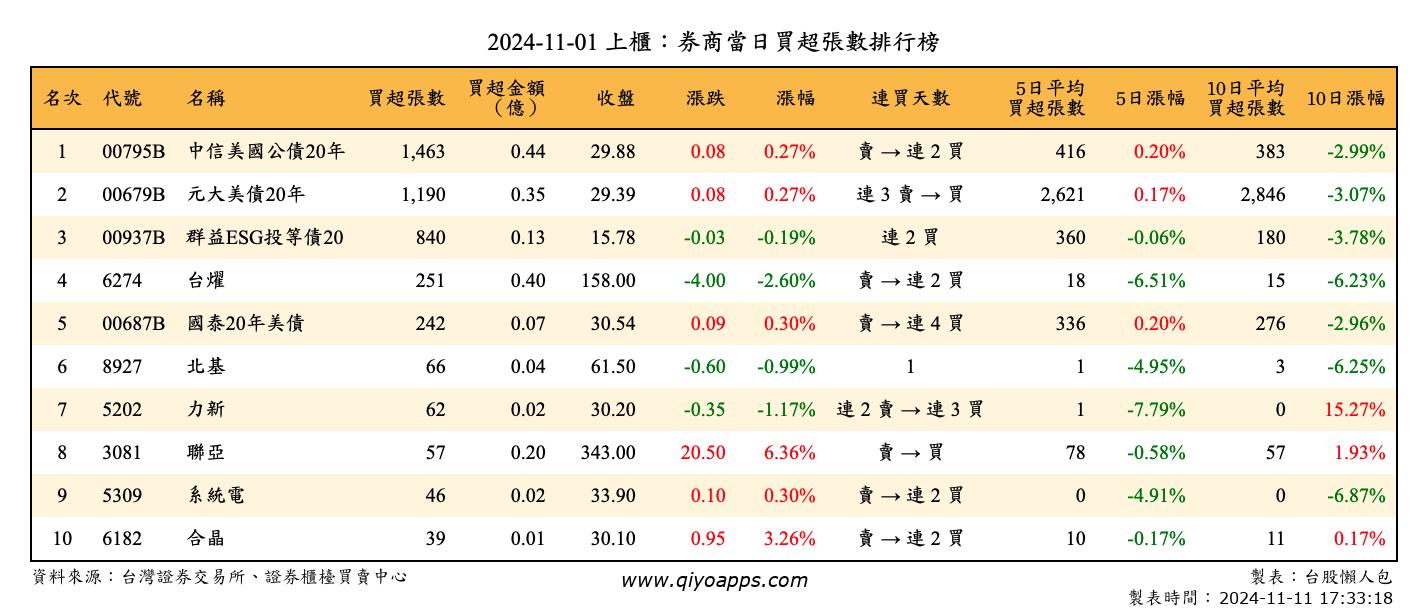 2024-11-01 上櫃：券商當日買超張數排行榜
名次 代號 名稱 買超張數 買超金額（億） 收盤 漲跌 漲幅 連買天數 5日平均買超張數 5日漲幅 10日平均買超張數 10日漲幅
1 00795B 中信美國公債20年 1,463 0.44 29.88 0.08 0.27% 賣 → 連 2 買 416 0.20% 383 -2.99%
2 00679B 元大美債20年 1,190 0.35 29.39 0.08 0.27% 連 3 賣 → 買 2,621 0.17% 2,846 -3.07%
3 00937B 群益ESG投等債20 840 0.13 15.78 -0.03 -0.19% 連 2 買 360 -0.06% 180 -3.78%
4 6274 台燿 251 0.40 158.00 -4.00 -2.60% 賣 → 連 2 買 18 -6.51% 15 -6.23%
5 00687B 國泰20年美債 242 0.07 30.54 0.09 0.30% 賣 → 連 4 買 336 0.20% 276 -2.96%
6 8927 北基 66 0.04 61.50 -0.60 -0.99% 1 1 -4.95% 3 -6.25%
7 5202 力新 62 0.02 30.20 -0.35 -1.17% 連 2 賣 → 連 3 買 1 -7.79% 0 15.27%
8 3081 聯亞 57 0.20 343.00 20.50 6.36% 賣 → 買 78 -0.58% 57 1.93%
9 5309 系統電 46 0.02 33.90 0.10 0.30% 賣 → 連 2 買 0 -4.91% 0 -6.87%
10 6182 合晶 39 0.01 30.10 0.95 3.26% 賣 → 連 2 買 10 -0.17% 11 0.17%
資料來源：台灣證券交易所、證券櫃檯買賣中心 www.qiyoapps.com 製表：台股懶人包
製表時間：2024-11-11 17:33:18